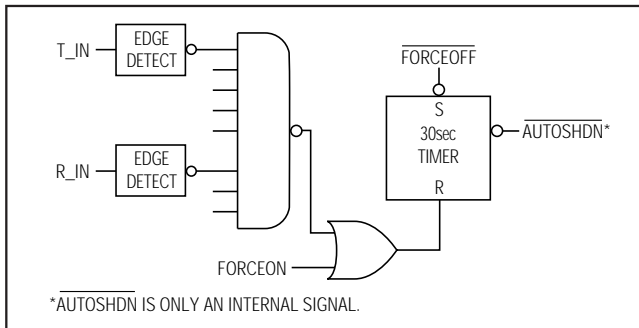 T_IN
EDGE
DETECT
R_IN
EDGE
DETECT
FORCEON
FORCEOFF
S
30sec
TIMER
R
AUTOSHDN*
*AUTOSHDN IS ONLY AN INTERNAL SIGNAL.